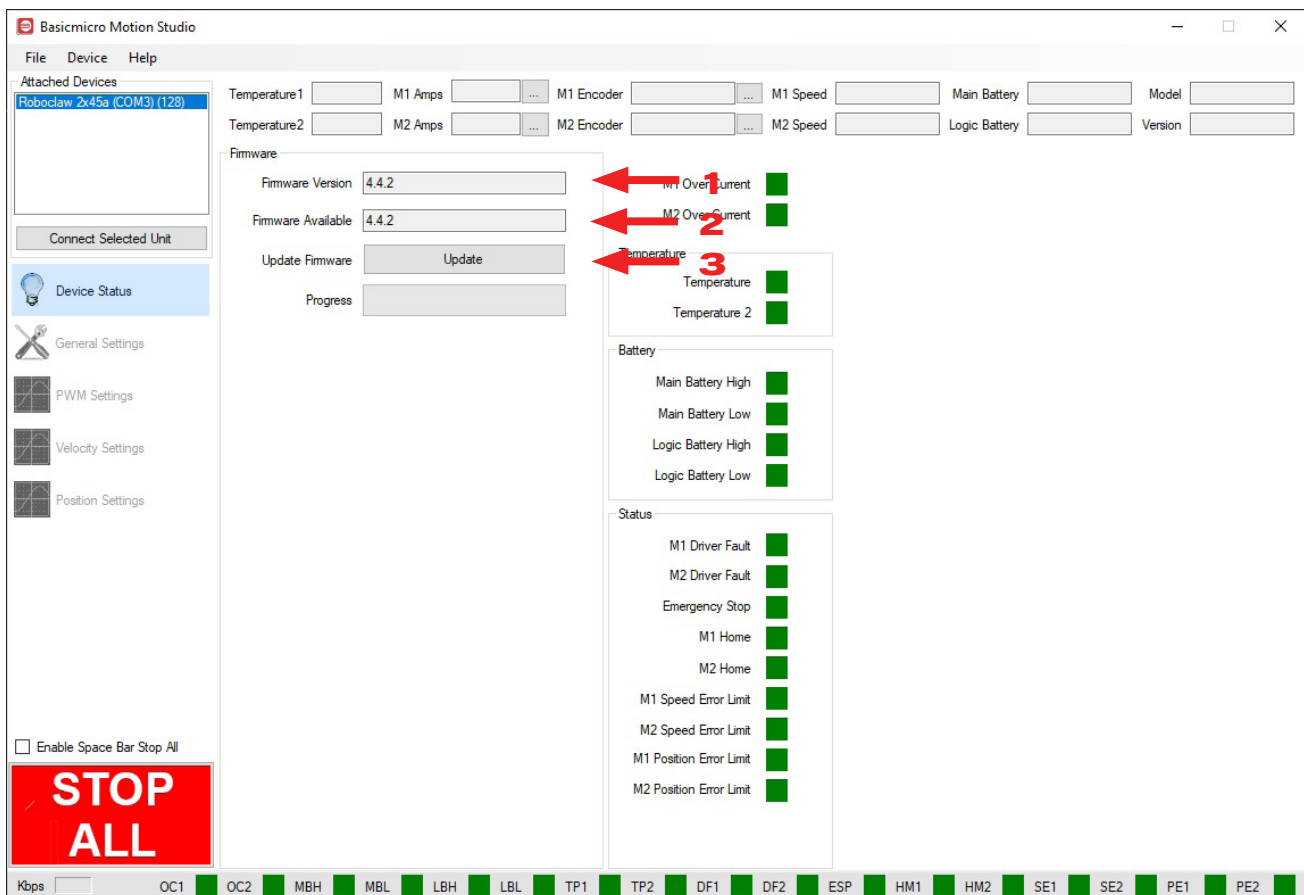 Basicmicro Motion Studio
File Device Help
Attached Devices
Roboclaw 2x45a (COM3) (128)
Connect Selected Unit
Device Status
General Settings
PWM Settings
Velocity Settings
Position Settings
Enable Space Bar Stop All
STOP
ALL
Temperature1 M1 Amps ... M1 Encoder ... M1 Speed Main Battery Model
Temperature2 M2 Amps ... M2 Encoder ... M2 Speed Logic Battery Version
Firmware
Firmware Version 4.4.2
Firmware Available 4.4.2
Update Firmware Update
Progress
1
2
3
M1 Over Current
M2 Over Current
Temperature
Temperature
Temperature 2
Battery
Main Battery High
Main Battery Low
Logic Battery High
Logic Battery Low
Status
M1 Driver Fault
M2 Driver Fault
Emergency Stop
M1 Home
M2 Home
M1 Speed Error Limit
M2 Speed Error Limit
M1 Position Error Limit
M2 Position Error Limit
Kbps OC1 OC2 MBH MBL LBH LBL TP1 TP2 DF1 DF2 ESP HM1 HM2 SE1 SE2 PE1 PE2